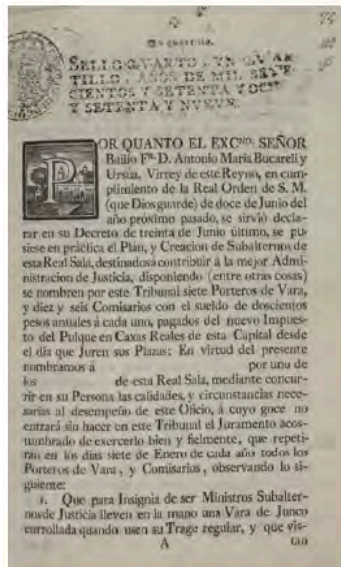 Un quartillo.
SELLO QVARTO, VN QVAR-
TILLO, AÑOS DE MIL SETE-
CIENTOS Y SETENTA Y OCHO
Y SETENTA Y NUEVE.
POR QUANTO EL EXC.MO SEÑOR
Bailio Fr. D. Antonio Maria Bucareli y
Ursua, Virrey de este Reyno, en cum-
plimiento de la Real Orden de S. M.
(que Dios guarde) de doce de Junio del
año próximo pasado, se sirvió decla-
rar en su Decreto de treinta de Junio último, se pu-
siese en práctica el Plan, y Creacion de Subalternos de
esta Real Sala, destinados á contribuir á la mejor Admi-
nistracion de Justicia, disponiendo (entre otras cosas)
se nombren por este Tribunal siete Porteros de Vara,
y diez y seis Comisarios con el sueldo de doscientos
pesos anuales á cada uno, pagados del nuevo Impues-
to del Pulque en Caxas Reales de esta Capital desde
el dia que Juren sus Plazas: En virtud del presente
nombramos á por uno de
los de esta Real Sala, mediante concur-
rir en su Persona las calidades, y circunstancias nece-
sarias al desempeño de este Oficio, á cuyo goce no
entrará sin hacer en este Tribunal el Juramento acos-
tumbrado de exercerlo bien y fielmente, que repeti-
rán en los dias siete de Enero de cada año todos los
Porteros de Vara, y Comisarios, observando lo si-
guiente:
1. Que para Insignia de ser Ministros Subalter-
nos de Justicia lleven en la mano una Vara de Junco
enrollada quando usen su Trage regular, y que vis-
A tan